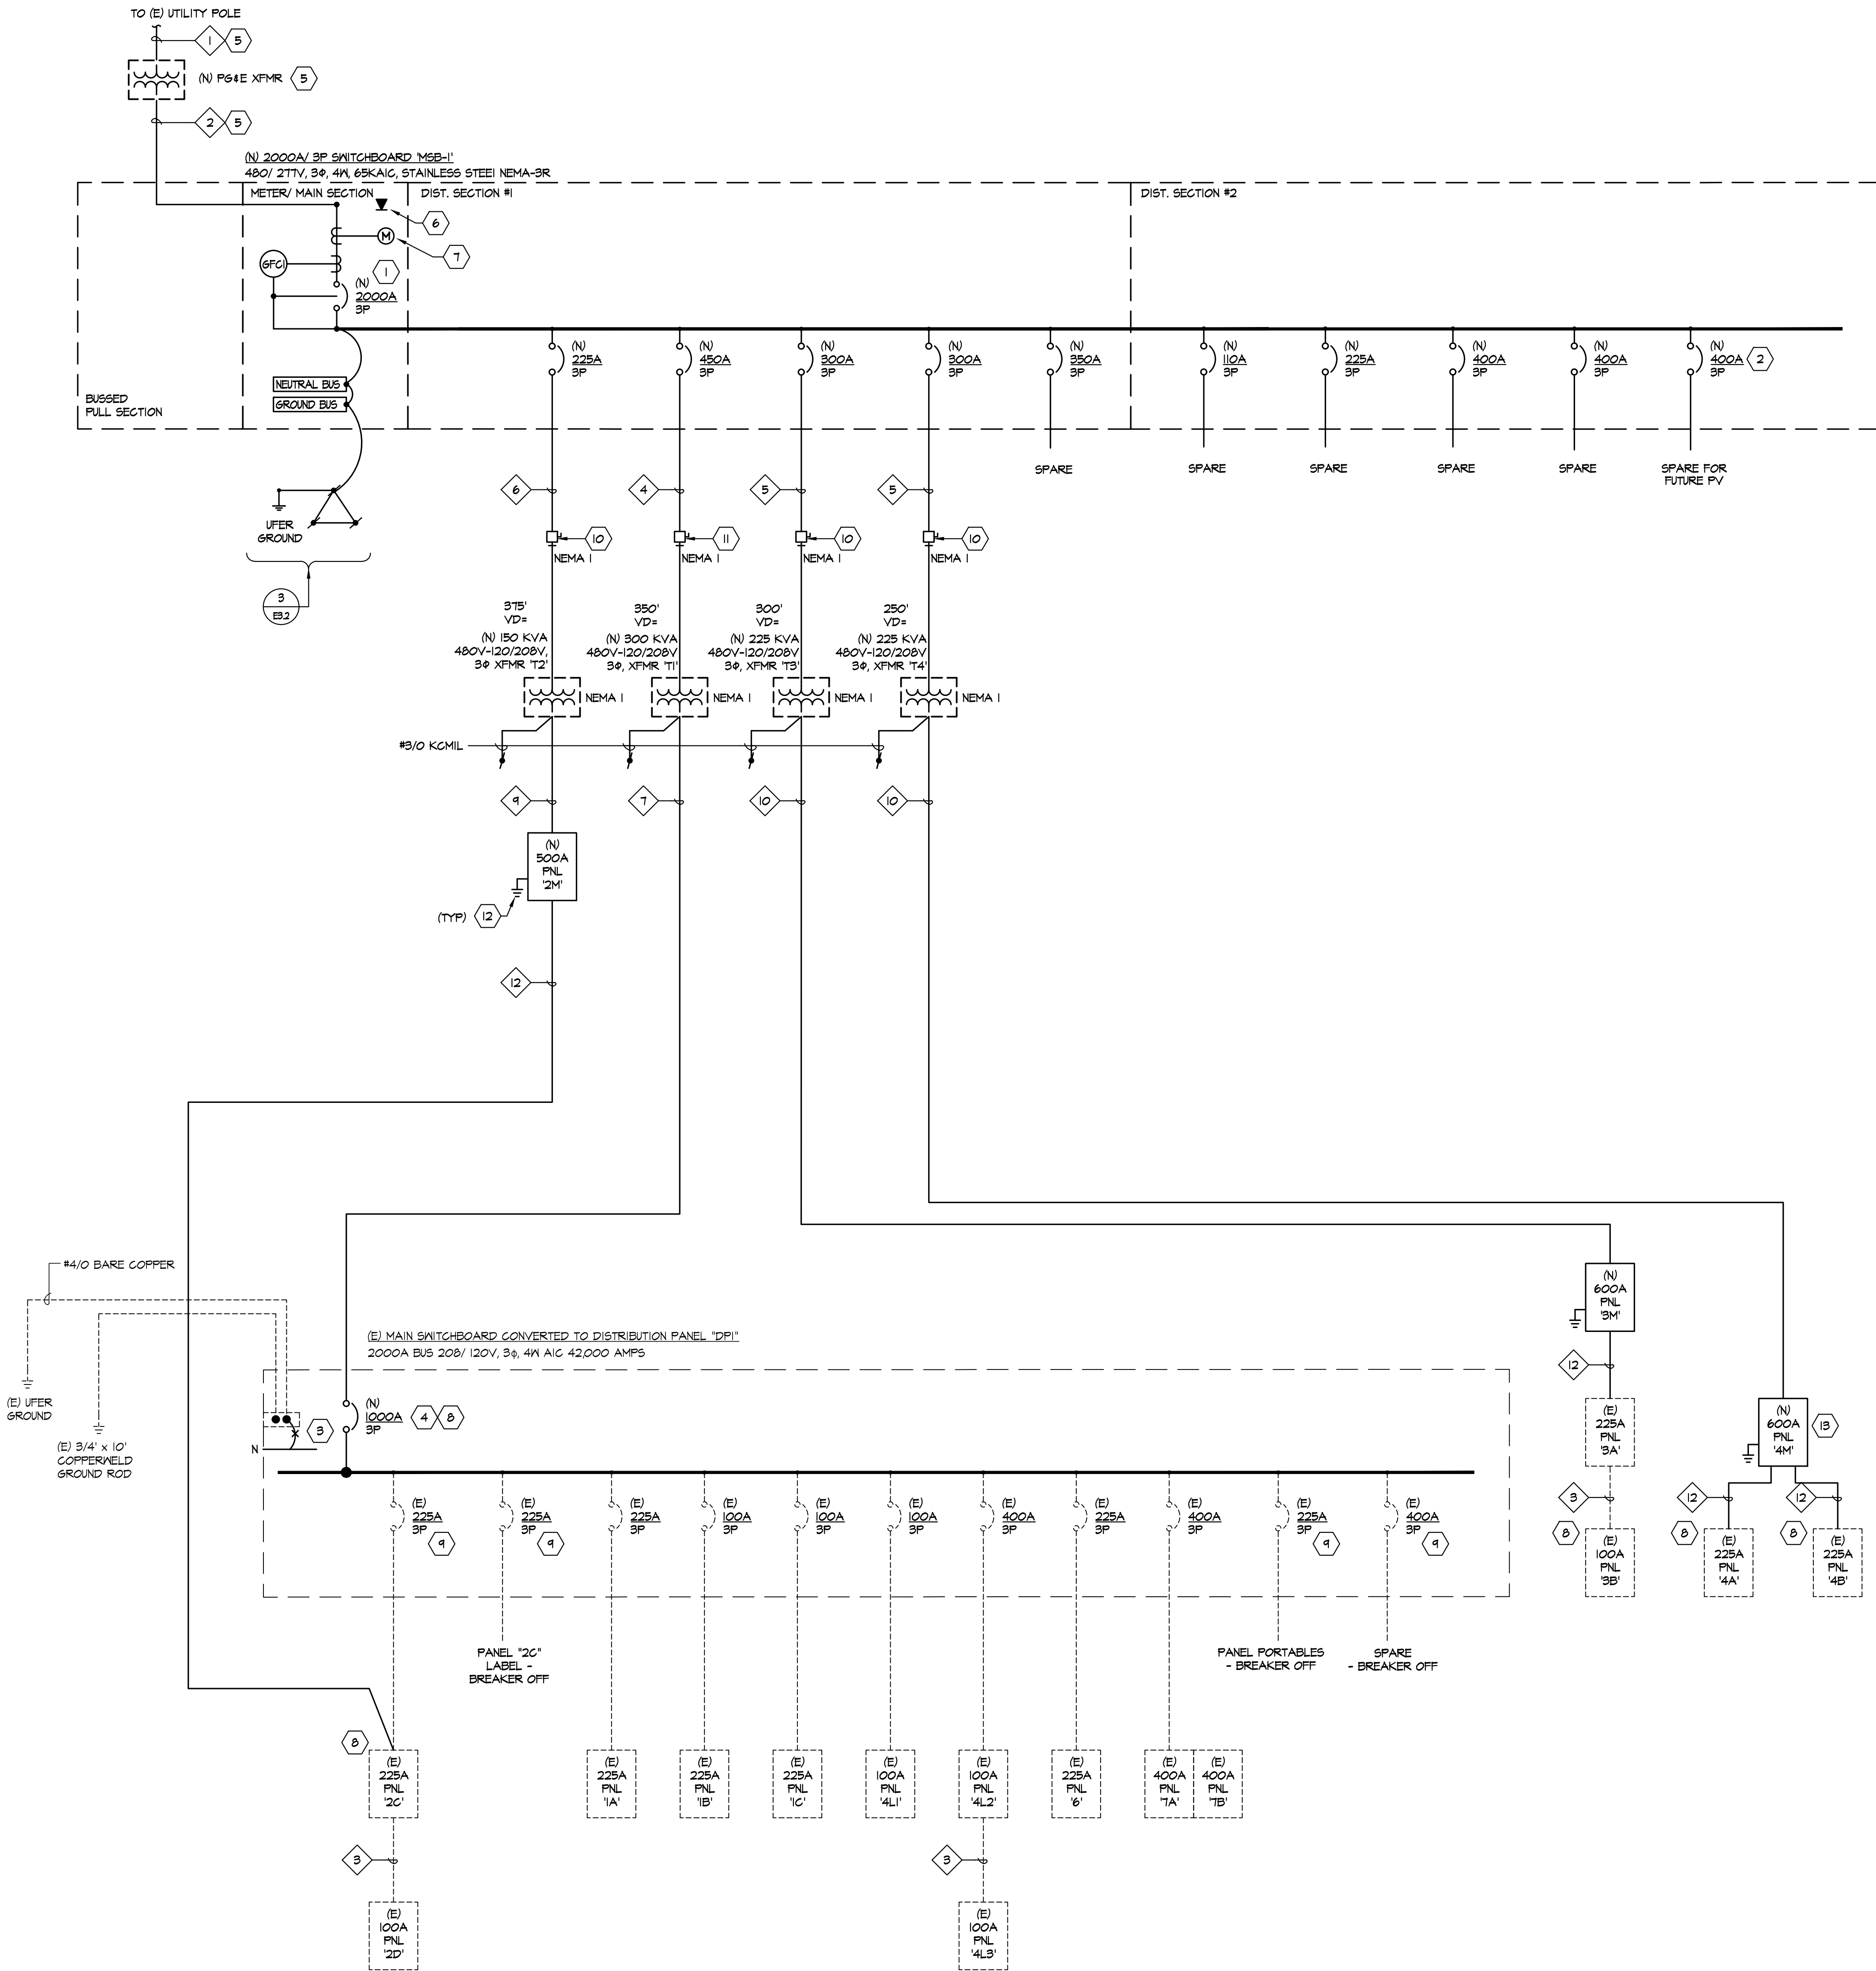 TO (E) UTILITY POLE
1
5
(N) PG&E XFMR
5
2
5
(N) 2000A/ 3P SWITCHBOARD 'MSB-1'
480/ 277V, 3Φ, 4W, 65KAIC, STAINLESS STEEl NEMA-3R
METER/ MAIN SECTION
DIST. SECTION #1
DIST. SECTION #2
6
M
7
GFCI
1
(N)
2000A
3P
(N)
225A
3P
(N)
450A
3P
(N)
300A
3P
(N)
300A
3P
(N)
350A
3P
(N)
110A
3P
(N)
225A
3P
(N)
400A
3P
(N)
400A
3P
(N)
400A
3P
2
NEUTRAL BUS
GROUND BUS
BUSSED
PULL SECTION
SPARE
SPARE
SPARE
SPARE
SPARE
SPARE FOR
FUTURE PV
6
4
5
5
UFER
GROUND
10
11
10
10
NEMA 1
NEMA 1
NEMA 1
NEMA 1
3
E3.2
375'
VD=
(N) 150 KVA
480V-120/208V,
3Φ XFMR 'T2'
350'
VD=
(N) 300 KVA
480V-120/208V
3Φ, XFMR 'T1'
300'
VD=
(N) 225 KVA
480V-120/208V
3Φ, XFMR 'T3'
250'
VD=
(N) 225 KVA
480V-120/208V
3Φ, XFMR 'T4'
NEMA 1
NEMA 1
NEMA 1
NEMA 1
#3/0 KCMIL
9
7
10
10
(N)
500A
PNL
'2M'
(TYP)
12
12
#4/0 BARE COPPER
(N)
600A
PNL
'3M'
(E) MAIN SWITCHBOARD CONVERTED TO DISTRIBUTION PANEL "DP1"
2000A BUS 208/ 120V, 3ϕ, 4W AIC 42,000 AMPS
12
(E) UFER
GROUND
(E) 3/4' x 10'
COPPERWELD
GROUND ROD
3
N
(N)
1000A
3P
4
8
(E)
225A
PNL
'3A'
(N)
600A
PNL
'4M'
13
(E)
225A
3P
9
(E)
225A
3P
9
(E)
225A
3P
(E)
100A
3P
(E)
100A
3P
(E)
100A
3P
(E)
400A
3P
(E)
225A
3P
(E)
400A
3P
(E)
225A
3P
9
(E)
400A
3P
9
3
8
(E)
100A
PNL
'3B'
12
8
(E)
225A
PNL
'4A'
12
8
(E)
225A
PNL
'4B'
PANEL "2C"
LABEL -
BREAKER OFF
PANEL PORTABLES
- BREAKER OFF
SPARE
- BREAKER OFF
8
(E)
225A
PNL
'2C'
(E)
225A
PNL
'1A'
(E)
225A
PNL
'1B'
(E)
225A
PNL
'1C'
(E)
100A
PNL
'4L1'
(E)
100A
PNL
'4L2'
(E)
225A
PNL
'6'
(E)
400A
PNL
'7A'
(E)
400A
PNL
'7B'
3
3
(E)
100A
PNL
'2D'
(E)
100A
PNL
'4L3'